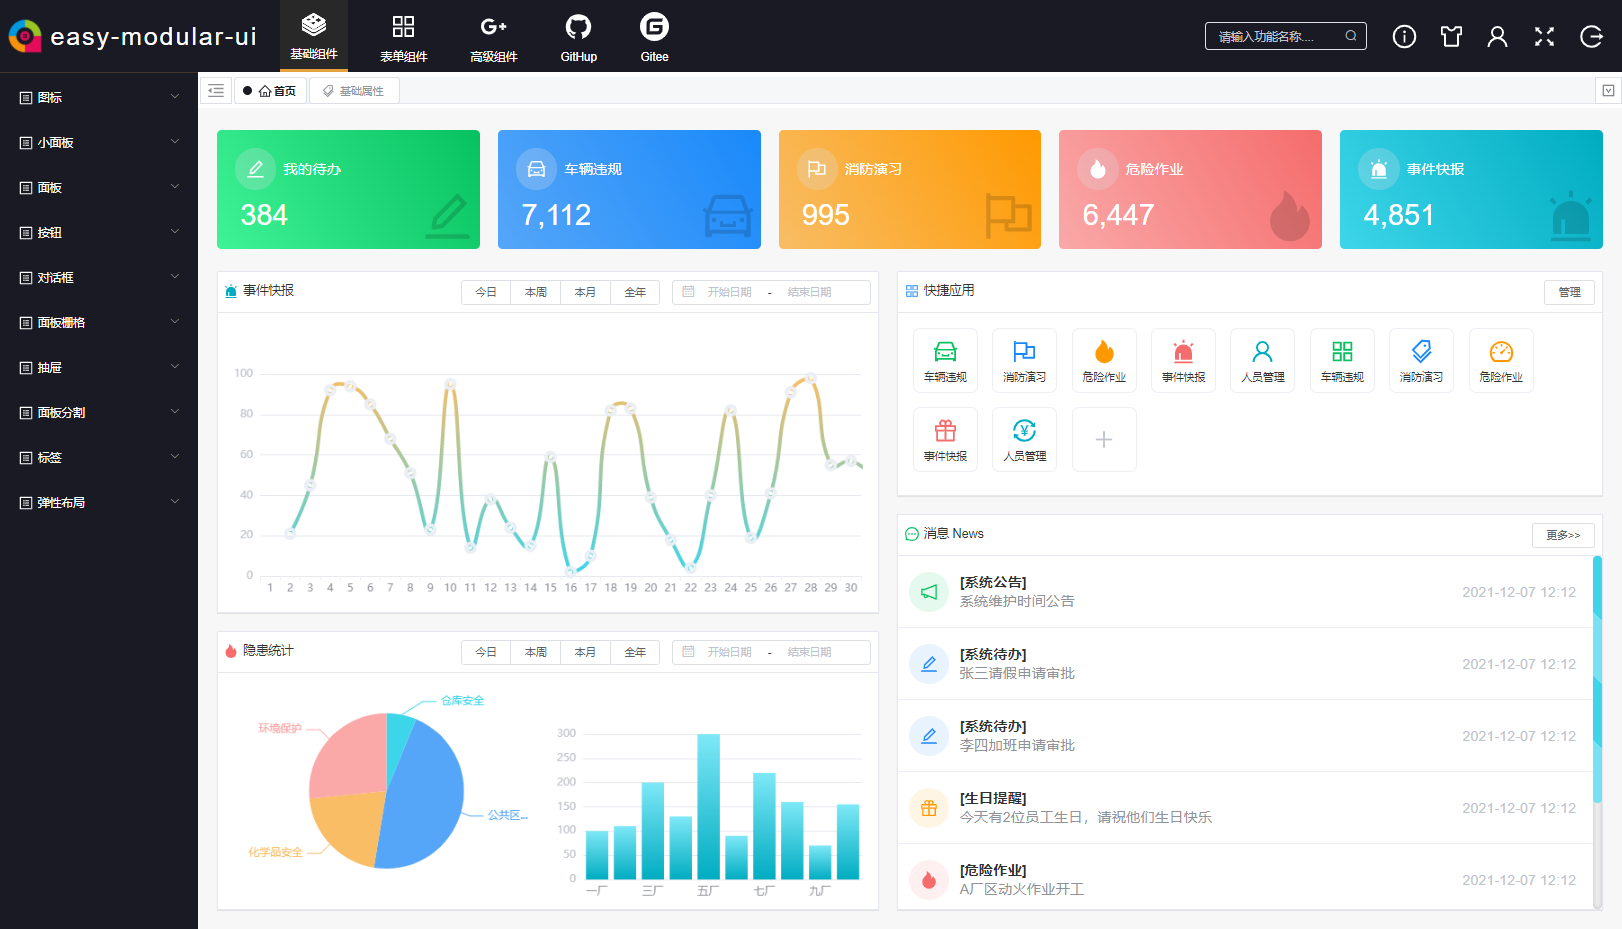 easy-modular-ui
基础组件
表单组件
高级组件
GitHup
Gitee
请输入功能名称....
图标
小面板
面板
按钮
对话框
面板栅格
抽屉
面板分割
标签
弹性布局
首页
基础属性
我的待办
384
车辆违规
7,112
消防演习
995
危险作业
6,447
事件快报
4,851
事件快报
今日 本周 本月 全年
开始日期 - 结束日期
100
80
60
40
20
0
1 2 3 4 5 6 7 8 9 10 11 12 13 14 15 16 17 18 19 20 21 22 23 24 25 26 27 28 29 30
隐患统计
今日 本周 本月 全年
开始日期 - 结束日期
仓库安全
环境保护
公共区...
化学品安全
300
250
200
150
100
50
0
一厂 三厂 五厂 七厂 九厂
快捷应用
管理
车辆违规 消防演习 危险作业 事件快报 人员管理 车辆违规 消防演习 危险作业
事件快报 人员管理
消息 News
更多>>
[系统公告]
系统维护时间公告
2021-12-07 12:12
[系统待办]
张三请假申请审批
2021-12-07 12:12
[系统待办]
李四加班申请审批
2021-12-07 12:12
[生日提醒]
今天有2位员工生日，请祝他们生日快乐
2021-12-07 12:12
[危险作业]
A厂区动火作业开工
2021-12-07 12:12